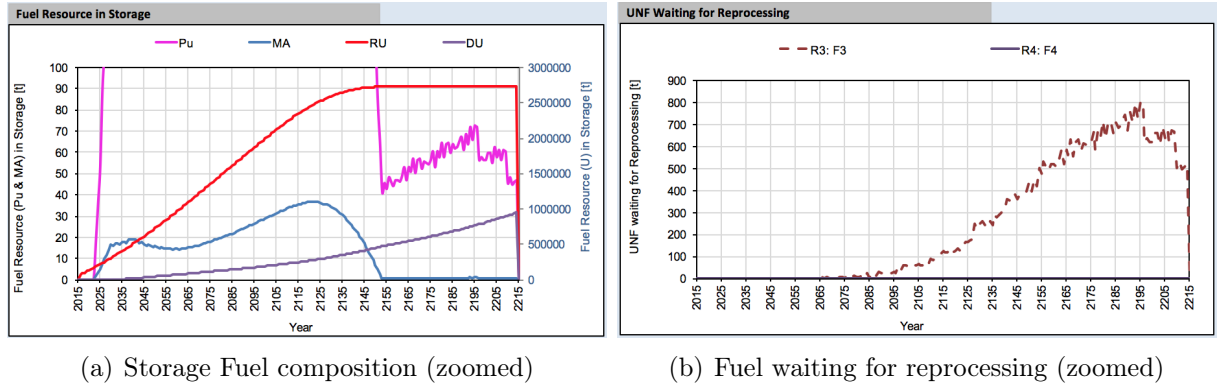 Fuel Resource in Storage
Pu MA RU DU
Fuel Resource (Pu & MA) in Storage [t]
100
90
80
70
60
50
40
30
20
10
0
3000000
2500000
2000000
1500000
1000000
500000
0
Fuel Resource (U) in Storage [t]
2015 2025 2035 2045 2055 2065 2075 2085 2095 2105 2115 2125 2135 2145 2155 2165 2175 2185 2195 2205 2215
Year
(a) Storage Fuel composition (zoomed)
UNF Waiting for Reprocessing
R3: F3 R4: F4
UNF waiting for Reprocessing [t]
900
800
700
600
500
400
300
200
100
0
2015 2025 2035 2045 2055 2065 2075 2085 2095 2105 2115 2125 2135 2145 2155 2165 2175 2185 2195 2205 2215
Year
(b) Fuel waiting for reprocessing (zoomed)